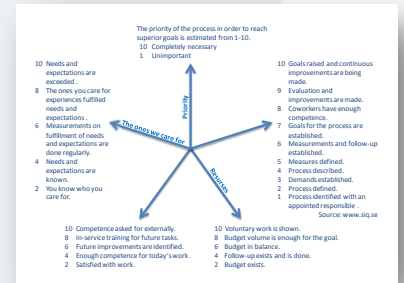 The priority of the process in order to reach
superior goals is estimated from 1-10.
10 Completely necessary
1 Unimportant
10 Needs and
expectations are
exceeded .
8 The ones you care for
experiences fulfilled
needs and
expectations .
6 Measurements on
fulfillment of needs
and expectations are
done regularly.
4 Needs and
expectations are
known.
2 You know who you
care for.
Priority
The ones we care for
Resurses
10 Goals raised and continuous
improvements are being
made.
9 Evaluation and
improvements are made.
8 Coworkers have enough
competence.
7 Goals for the process are
established.
6 Measurements and follow-up
established.
5 Measures defined.
4 Process described.
3 Demands established.
2 Process defined.
1 Process identified with an
appointed responsible .
Source: www.siq.se
10 Competence asked for externally.
8 In-service training for future tasks.
6 Future improvements are identified.
4 Enough competence for today's work.
2 Satisfied with work.
10 Voluntary work is shown.
8 Budget volume is enough for the goal.
6 Budget in balance.
4 Follow-up exists and is done.
2 Budget exists.